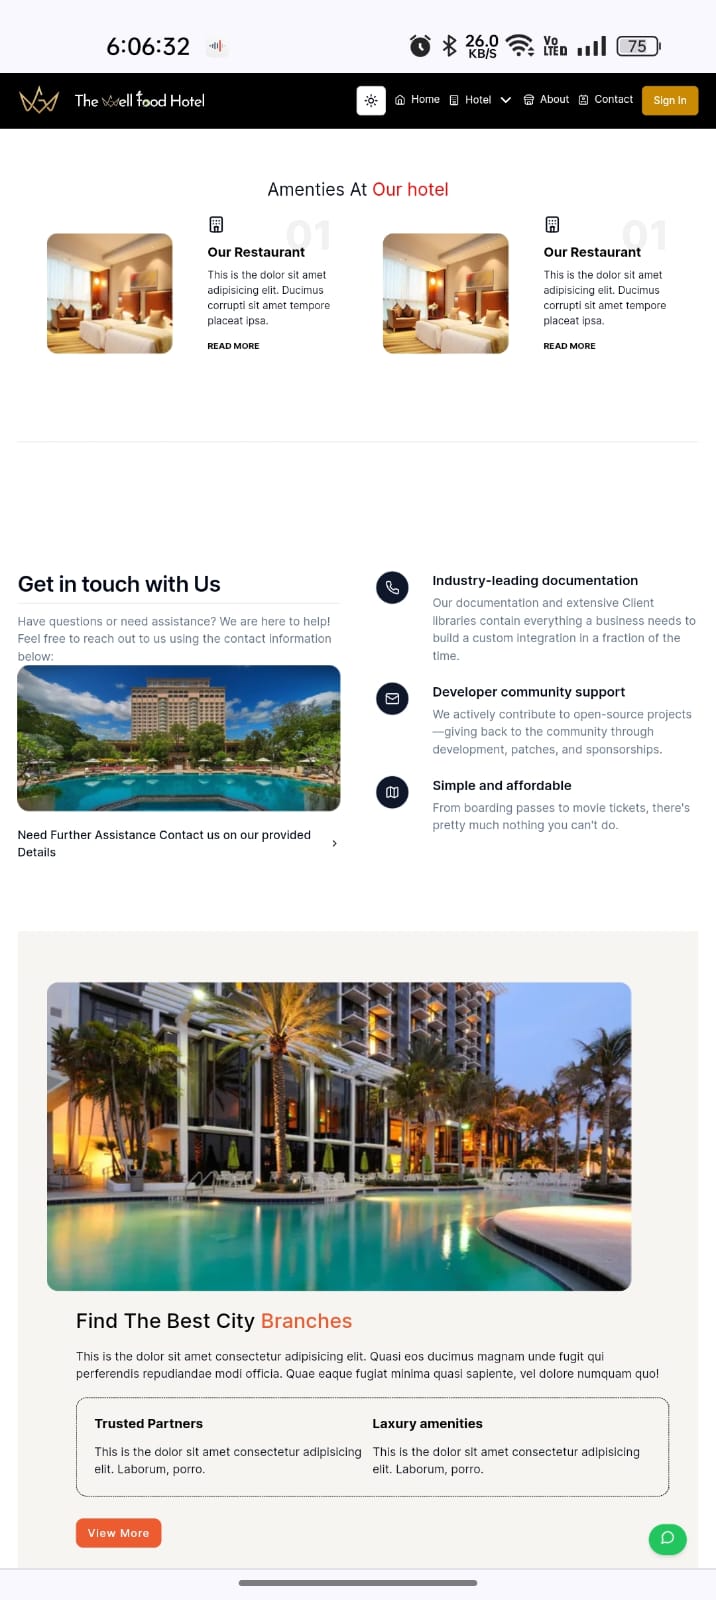 6:06:32
26.0
KB/S
Vo
LTED
75
The Well food Hotel
Home
Hotel
About
Contact
Sign In
Amenties At Our hotel
01
Our Restaurant
This is the dolor sit amet
adipisicing elit. Ducimus
corrupti sit amet tempore
placeat ipsa.
READ MORE
01
Our Restaurant
This is the dolor sit amet
adipisicing elit. Ducimus
corrupti sit amet tempore
placeat ipsa.
READ MORE
Get in touch with Us
Have questions or need assistance? We are here to help!
Feel free to reach out to us using the contact information
below:
Need Further Assistance Contact us on our provided
Details
Industry-leading documentation
Our documentation and extensive Client
libraries contain everything a business needs to
build a custom integration in a fraction of the
time.
Developer community support
We actively contribute to open-source projects
—giving back to the community through
development, patches, and sponsorships.
Simple and affordable
From boarding passes to movie tickets, there's
pretty much nothing you can't do.
Find The Best City Branches
This is the dolor sit amet consectetur adipisicing elit. Quasi eos ducimus magnam unde fugit qui
perferendis repudiandae modi officia. Quae eaque fugiat minima quasi sapiente, vel dolore numquam quo!
Trusted Partners
This is the dolor sit amet consectetur adipisicing
elit. Laborum, porro.
Laxury amenities
This is the dolor sit amet consectetur adipisicing
elit. Laborum, porro.
View More